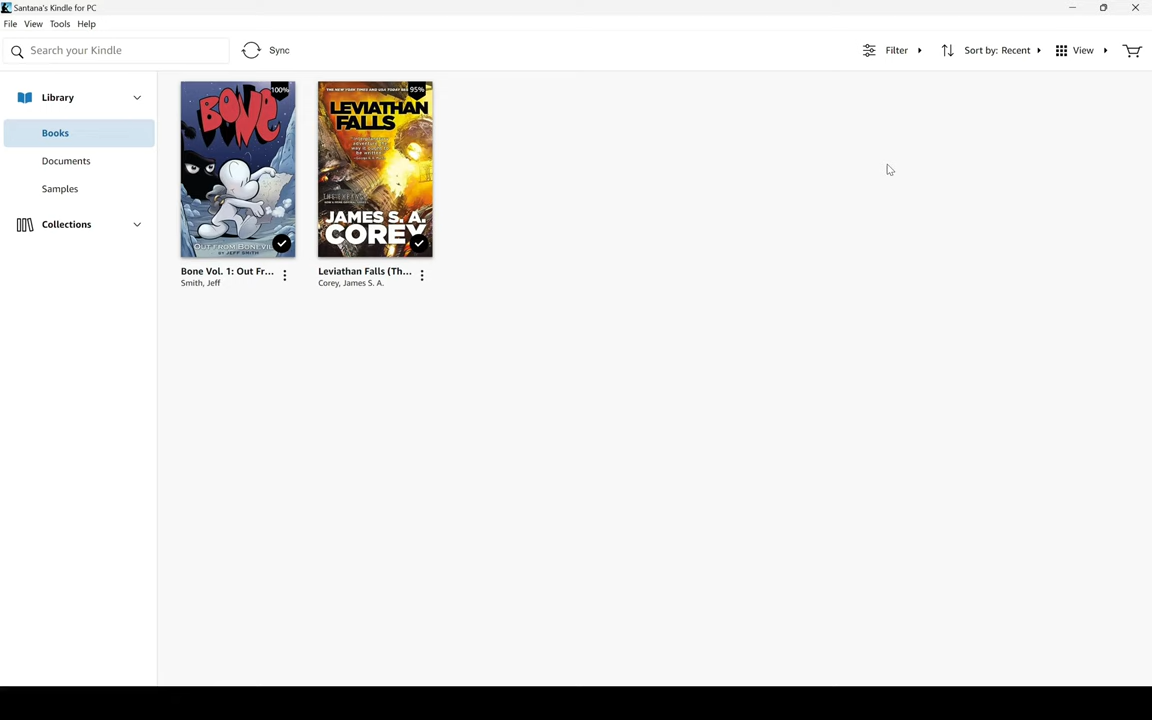 Santana's Kindle for PC
File View Tools Help
Search your Kindle
Sync
Filter
Sort by: Recent
View
Library
Books
Documents
Samples
Collections
100%
BONE
OUT FROM BONEVIL
BY JEFF SMITH
Bone Vol. 1: Out Fr...
Smith, Jeff
THE NEW YORK TIMES AND USA TODAY BES
95%
LEVIATHAN
FALLS
JAMES S. A.
COREY
Leviathan Falls (Th...
Corey, James S. A.